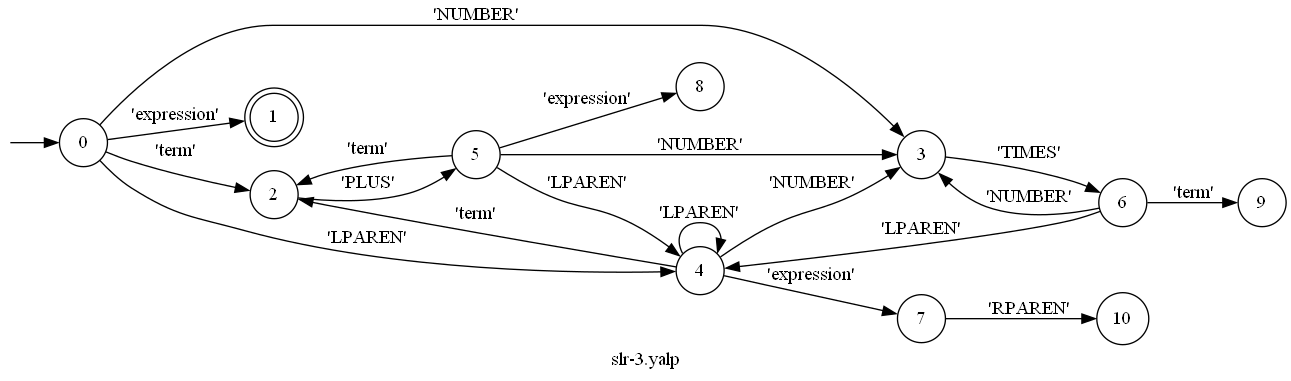 'NUMBER'
'expression'
8
1
'expression'
0
'term'
'term'
5
'NUMBER'
3
'TIMES'
'PLUS'
'LPAREN'
'NUMBER'
'NUMBER'
'term'
2
6
9
'term'
'LPAREN'
'LPAREN'
'LPAREN'
4
'expression'
7
'RPAREN'
10
slr-3.yalp